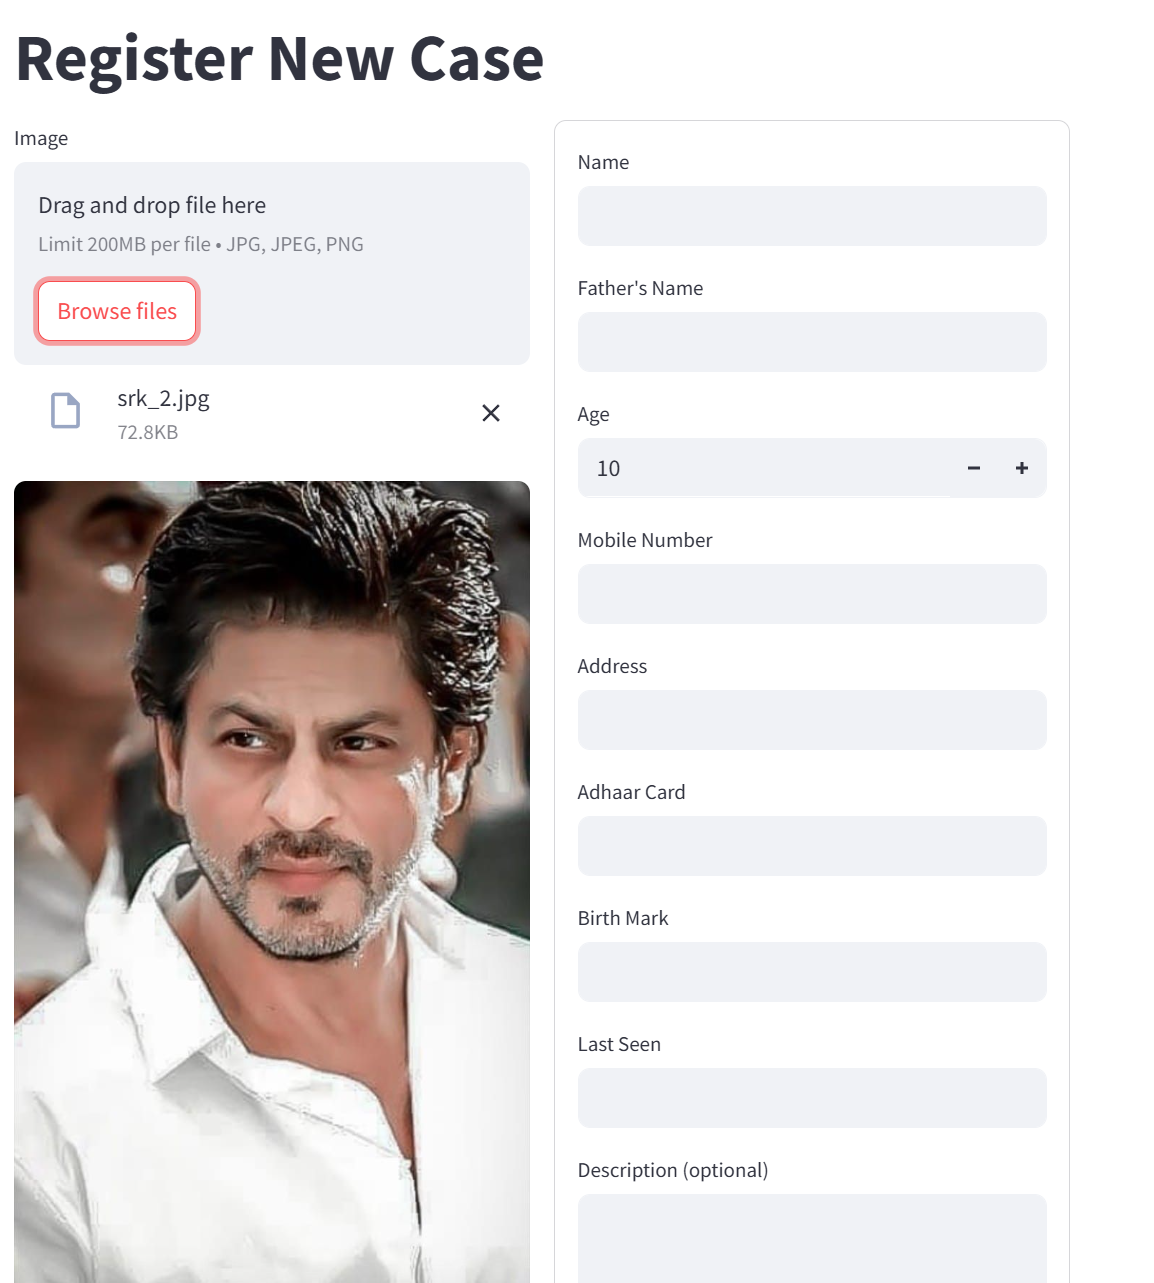 Register New Case
Image
Drag and drop file here
Limit 200MB per file • JPG, JPEG, PNG
Browse files
srk_2.jpg
72.8KB
Name
Father's Name
Age
10
Mobile Number
Address
Adhaar Card
Birth Mark
Last Seen
Description (optional)